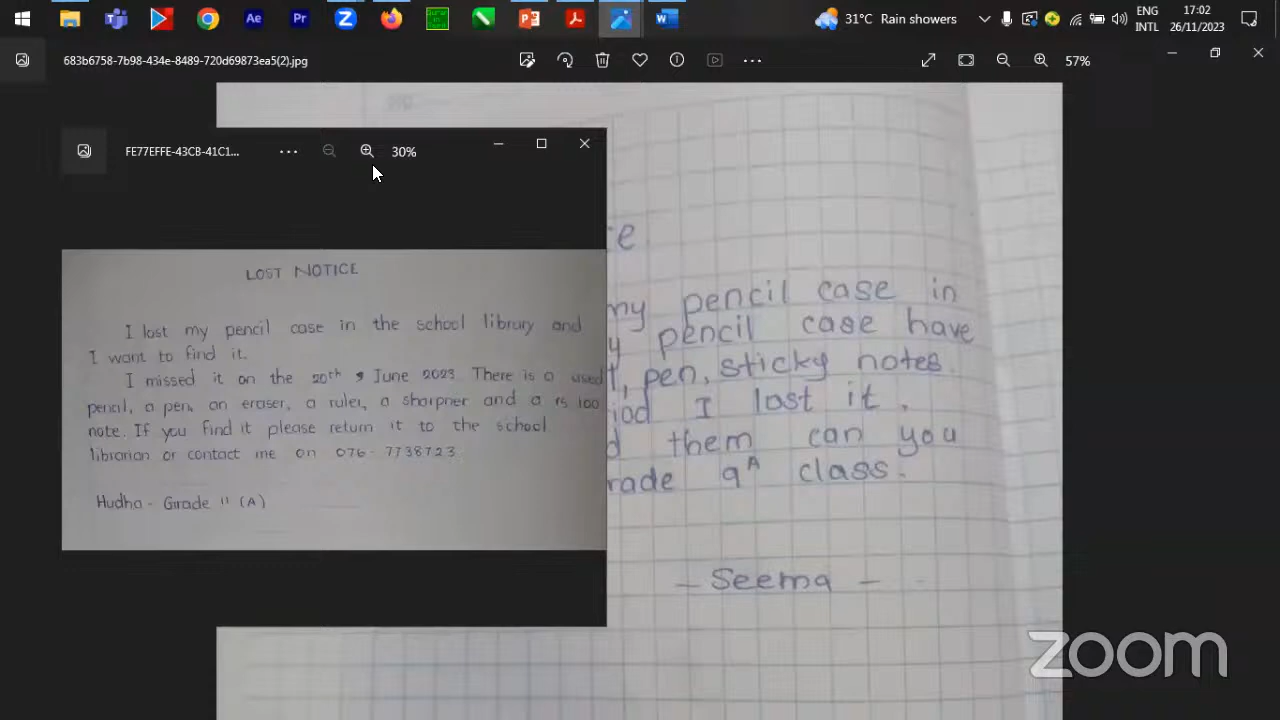 Ae
Pr
Z
P
W
31°C Rain showers
ENG
INTL
17:02
26/11/2023
683b6758-7b98-434e-8489-720d69873ea5(2).jpg
57%
FE77EFFE-43CB-41C1...
30%
LOST NOTICE
I lost my pencil case in the school library and
I want to find it.
I missed it on the 20th, June 2023. There is a used
pencil, a pen, an eraser, a ruler, a sharpner and a rs 100
note. If you find it please return it to the school
librarian or contact me on 076-7738723
Hudha - Grade 11 (A)
pencil case in
pencil case have
pen, sticky notes.
I lost it.
them can you
9A class.
- Seema -
zoom